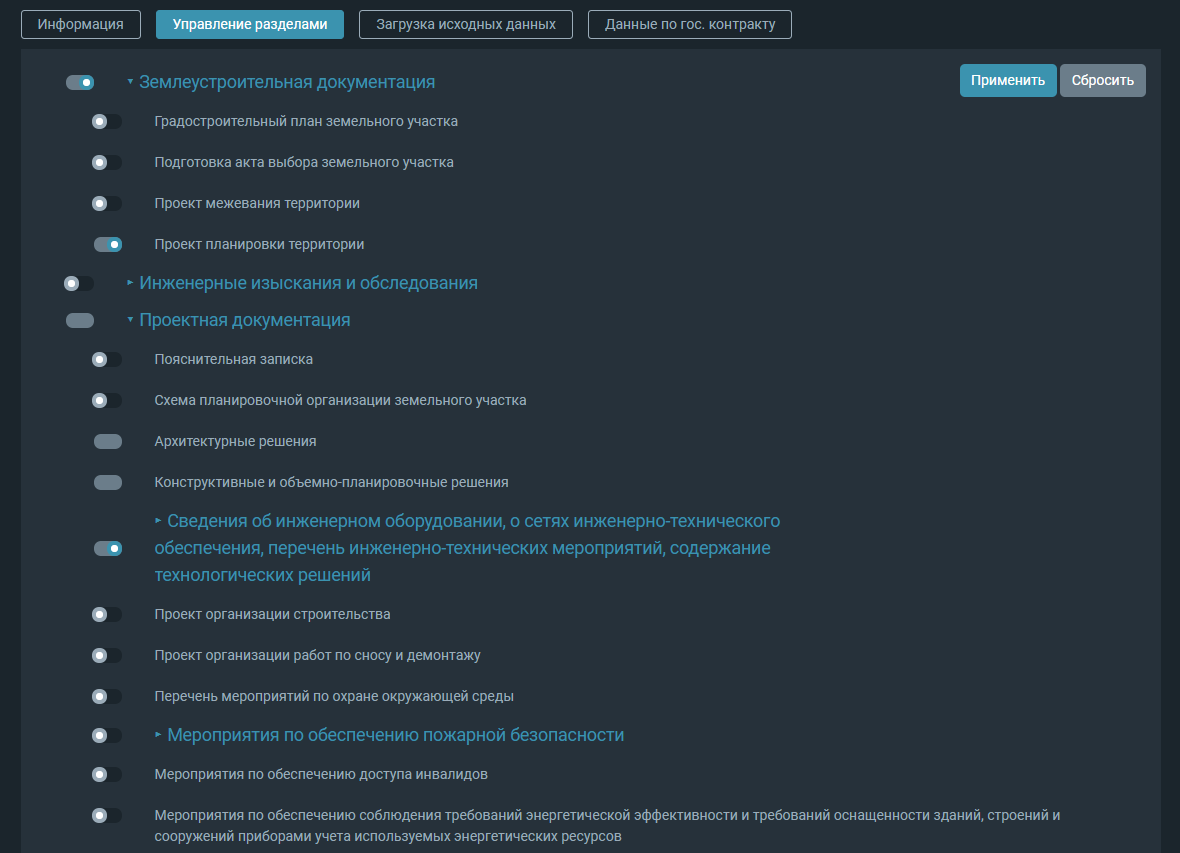 Информация
Управление разделами
Загрузка исходных данных
Данные по гос. контракту
Землеустроительная документация
Применить
Сбросить
Градостроительный план земельного участка
Подготовка акта выбора земельного участка
Проект межевания территории
Проект планировки территории
Инженерные изыскания и обследования
Проектная документация
Пояснительная записка
Схема планировочной организации земельного участка
Архитектурные решения
Конструктивные и объемно-планировочные решения
Сведения об инженерном оборудовании, о сетях инженерно-технического
обеспечения, перечень инженерно-технических мероприятий, содержание
технологических решений
Проект организации строительства
Проект организации работ по сносу и демонтажу
Перечень мероприятий по охране окружающей среды
Мероприятия по обеспечению пожарной безопасности
Мероприятия по обеспечению доступа инвалидов
Мероприятия по обеспечению соблюдения требований энергетической эффективности и требований оснащенности зданий, строений и
сооружений приборами учета используемых энергетических ресурсов